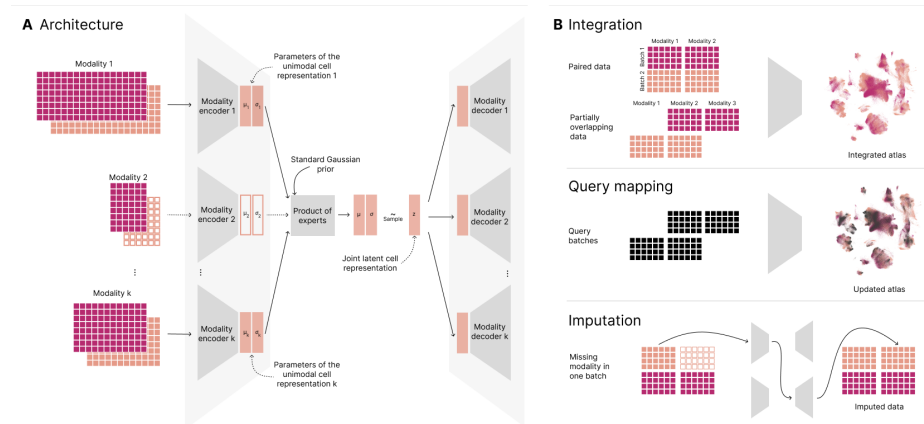 A Architecture
Modality 1
Parameters of the
unimodal cell
representation 1
Modality
encoder 1
μ₁ σ₁
Modality
decoder 1
Standard Gaussian
prior
Modality 2
Modality
encoder 2
μ₂ σ₂
Product of
experts
μ σ
~
Sample
z
Modality
decoder 2
Joint latent cell
representation
Modality k
Modality
encoder k
μₖ σₖ
Modality
decoder k
Parameters of the
unimodal cell
representation k
B Integration
Modality 1 Modality 2
Paired data
Batch 1
Batch 2
Modality 1 Modality 2 Modality 3
Partially
overlapping
data
Integrated atlas
Query mapping
Query
batches
Updated atlas
Imputation
Missing
modality in
one batch
Imputed data